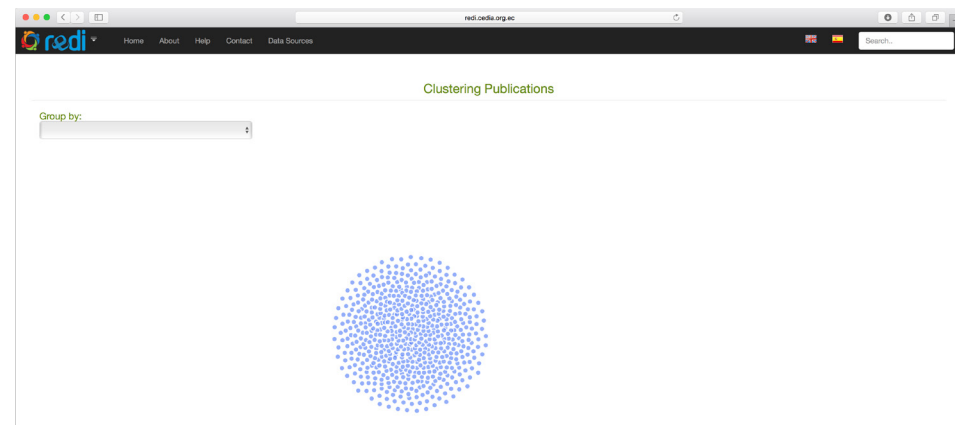 redi.cedia.org.ec
redi Home About Help Contact Data Sources Search..
Clustering Publications
Group by: